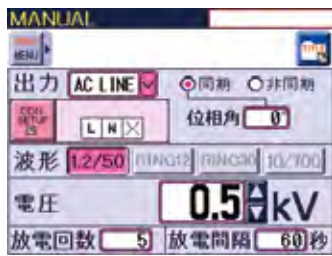 MANUAL
MENU TITLE
出力 AC LINE 同期 非同期
CDN SETUP L N 位相角 0°
波形 1.2/50 RING12 RING30 10/700
電圧 0.5 kV
放電回数 5 放電間隔 60 秒